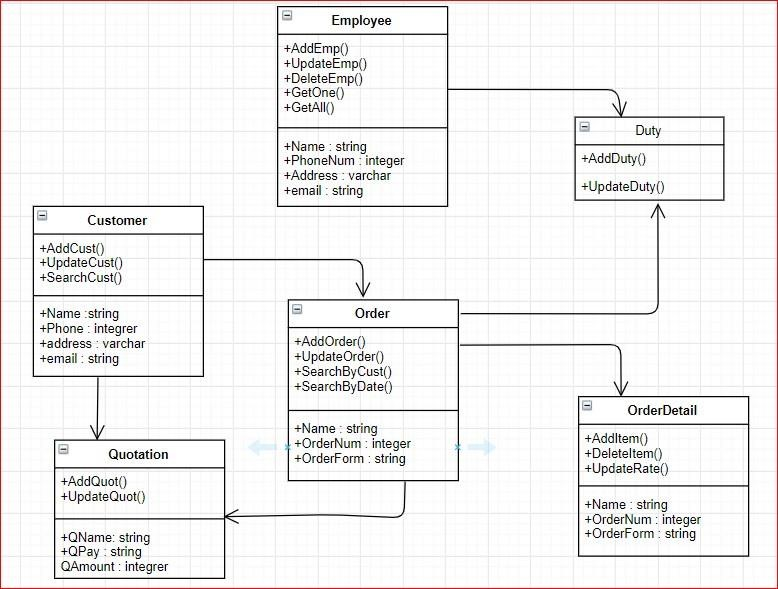 Employee
+AddEmp()
+UpdateEmp()
+DeleteEmp()
+GetOne()
+GetAll()
+Name : string
+PhoneNum : integer
+Address : varchar
+email : string
Duty
+AddDuty()
+UpdateDuty()
Customer
+AddCust()
+UpdateCust()
+SearchCust()
+Name :string
+Phone : integrer
+address : varchar
+email : string
Order
+AddOrder()
+UpdateOrder()
+SearchByCust()
+SearchByDate()
+Name : string
+OrderNum : integer
+OrderForm : string
OrderDetail
+AddItem()
+DeleteItem()
+UpdateRate()
+Name : string
+OrderNum : integer
+OrderForm : string
Quotation
+AddQuot()
+UpdateQuot()
+QName: string
+QPay : string
QAmount : integrer